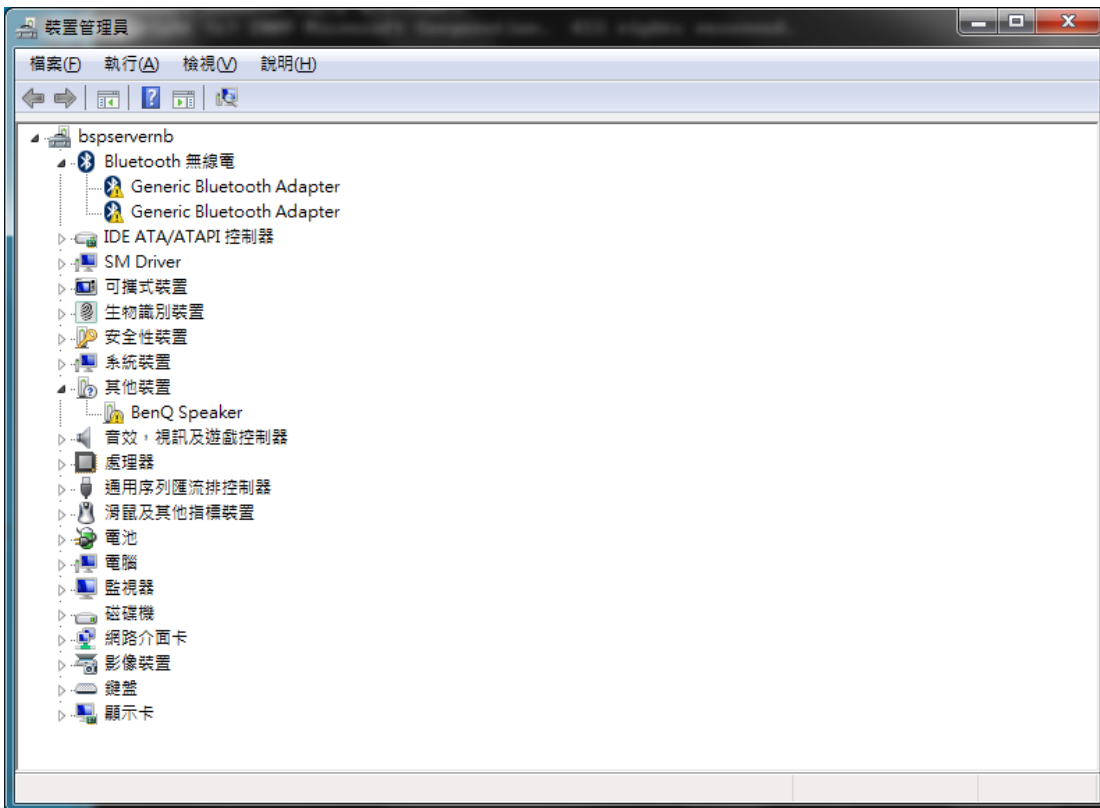 裝置管理員
檔案(F) 執行(A) 檢視(V) 說明(H)
bspservernb
Bluetooth 無線電
Generic Bluetooth Adapter
Generic Bluetooth Adapter
IDE ATA/ATAPI 控制器
SM Driver
可攜式裝置
生物識別裝置
安全性裝置
系統裝置
其他裝置
BenQ Speaker
音效，視訊及遊戲控制器
處理器
通用序列匯流排控制器
滑鼠及其他指標裝置
電池
電腦
監視器
磁碟機
網路介面卡
影像裝置
鍵盤
顯示卡